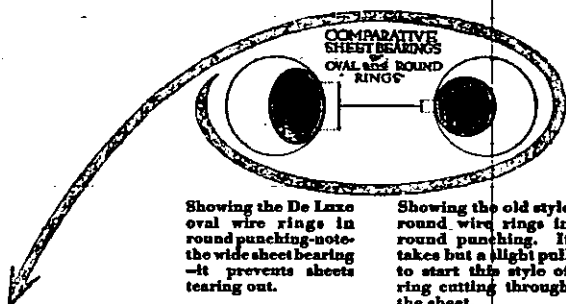 COMPARATIVE
SHEET BEARINGS
of
OVAL and ROUND
RINGS
Showing the De Luxe
oval wire rings in
round punching-note-
the wide sheet bearing
—it prevents sheets
tearing out.
Showing the old style
round wire rings in
round punching. It
takes but a slight pull
to start this style of
ring cutting through
the sheet.